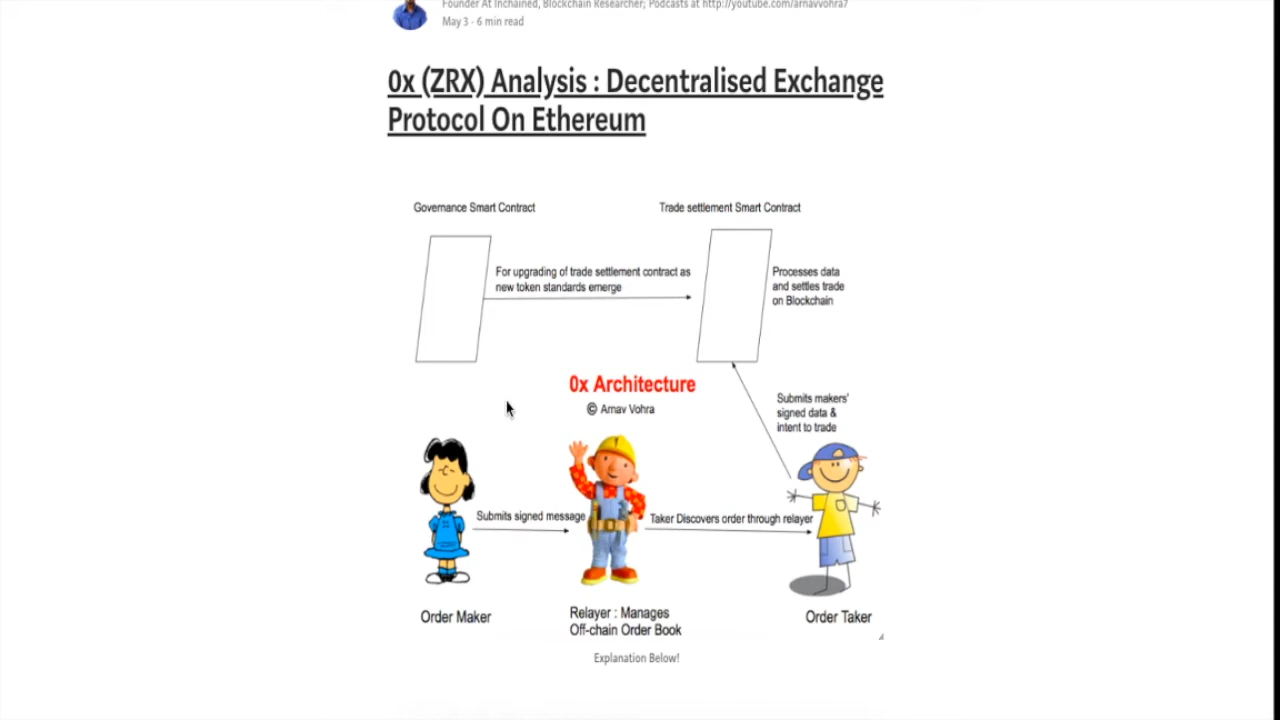 Founder At Inchained, Blockchain Researcher; Podcasts at http://youtube.com/arnavvohra7
May 3 · 6 min read
0x (ZRX) Analysis : Decentralised Exchange
Protocol On Ethereum
Governance Smart Contract
Trade settlement Smart Contract
For upgrading of trade settlement contract as
new token standards emerge
Processes data
and settles trade
on Blockchain
0x Architecture
© Arnav Vohra
Submits makers'
signed data &
intent to trade
Submits signed message
Taker Discovers order through relayer
Order Maker
Relayer : Manages
Off-chain Order Book
Order Taker
Explanation Below!